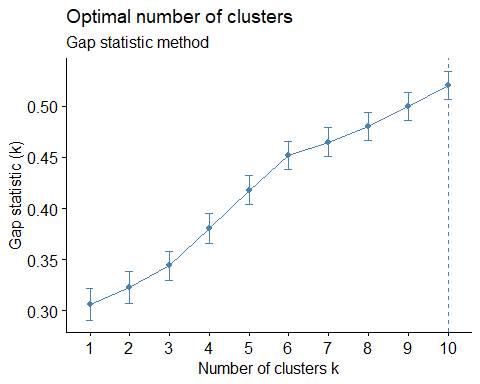 Optimal number of clusters
Gap statistic method
Gap statistic (k)
0.50
0.45
0.40
0.35
0.30
1 2 3 4 5 6 7 8 9 10
Number of clusters k